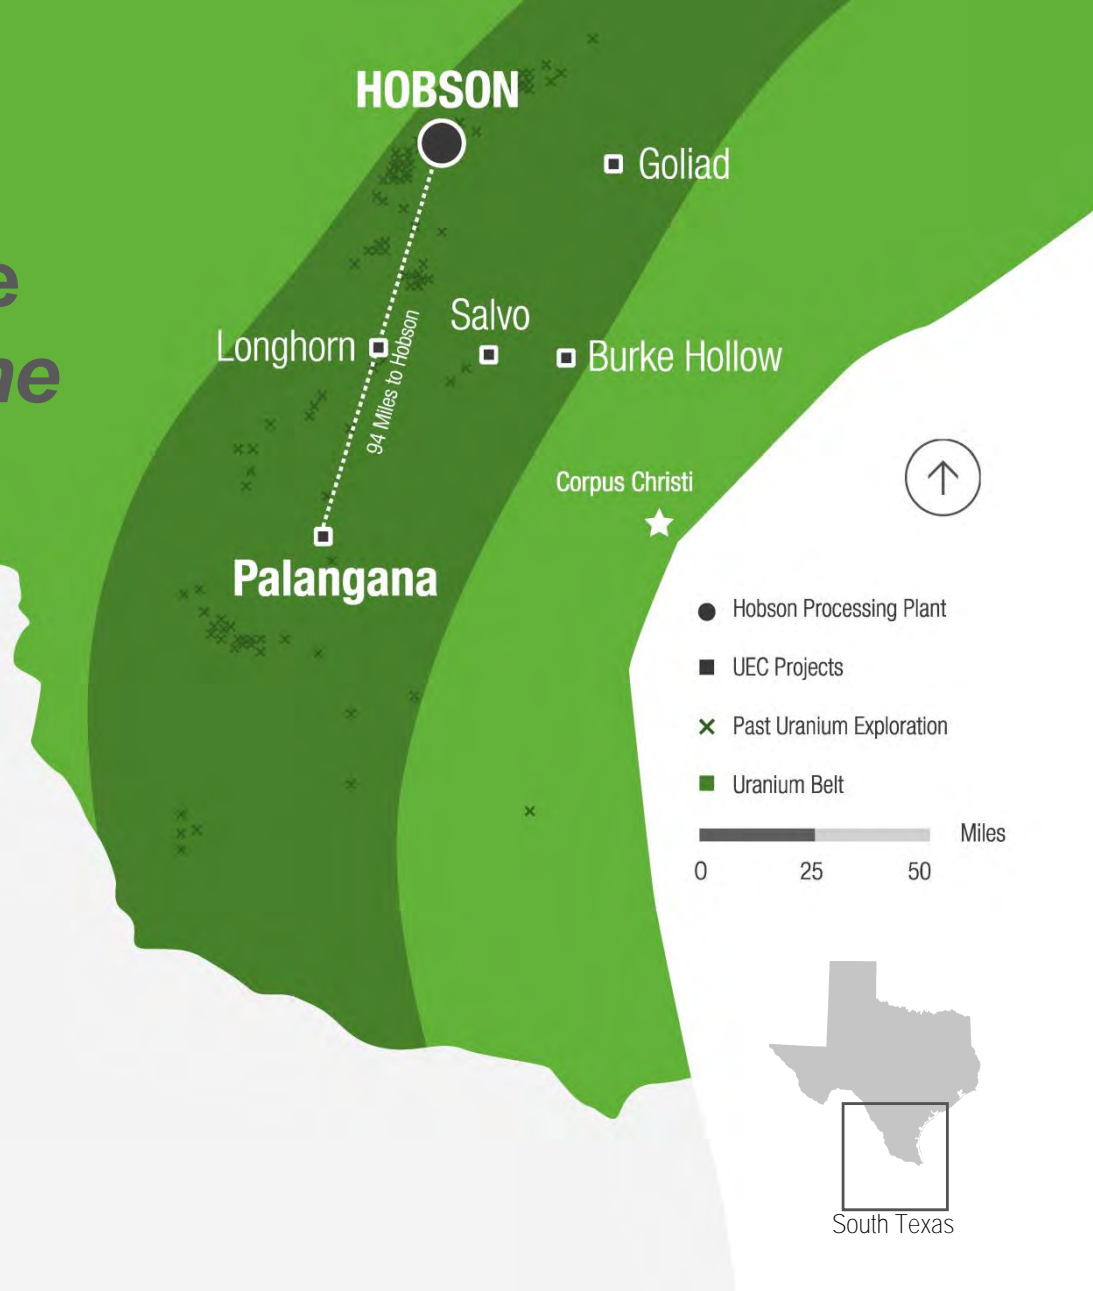 HOBSON
Goliad
e
Salvo
Longhorn
Burke Hollow
94 Miles to Hobson
ne
Corpus Christi
Palangana
Hobson Processing Plant
UEC Projects
Past Uranium Exploration
Uranium Belt
Miles
0 25 50
South Texas